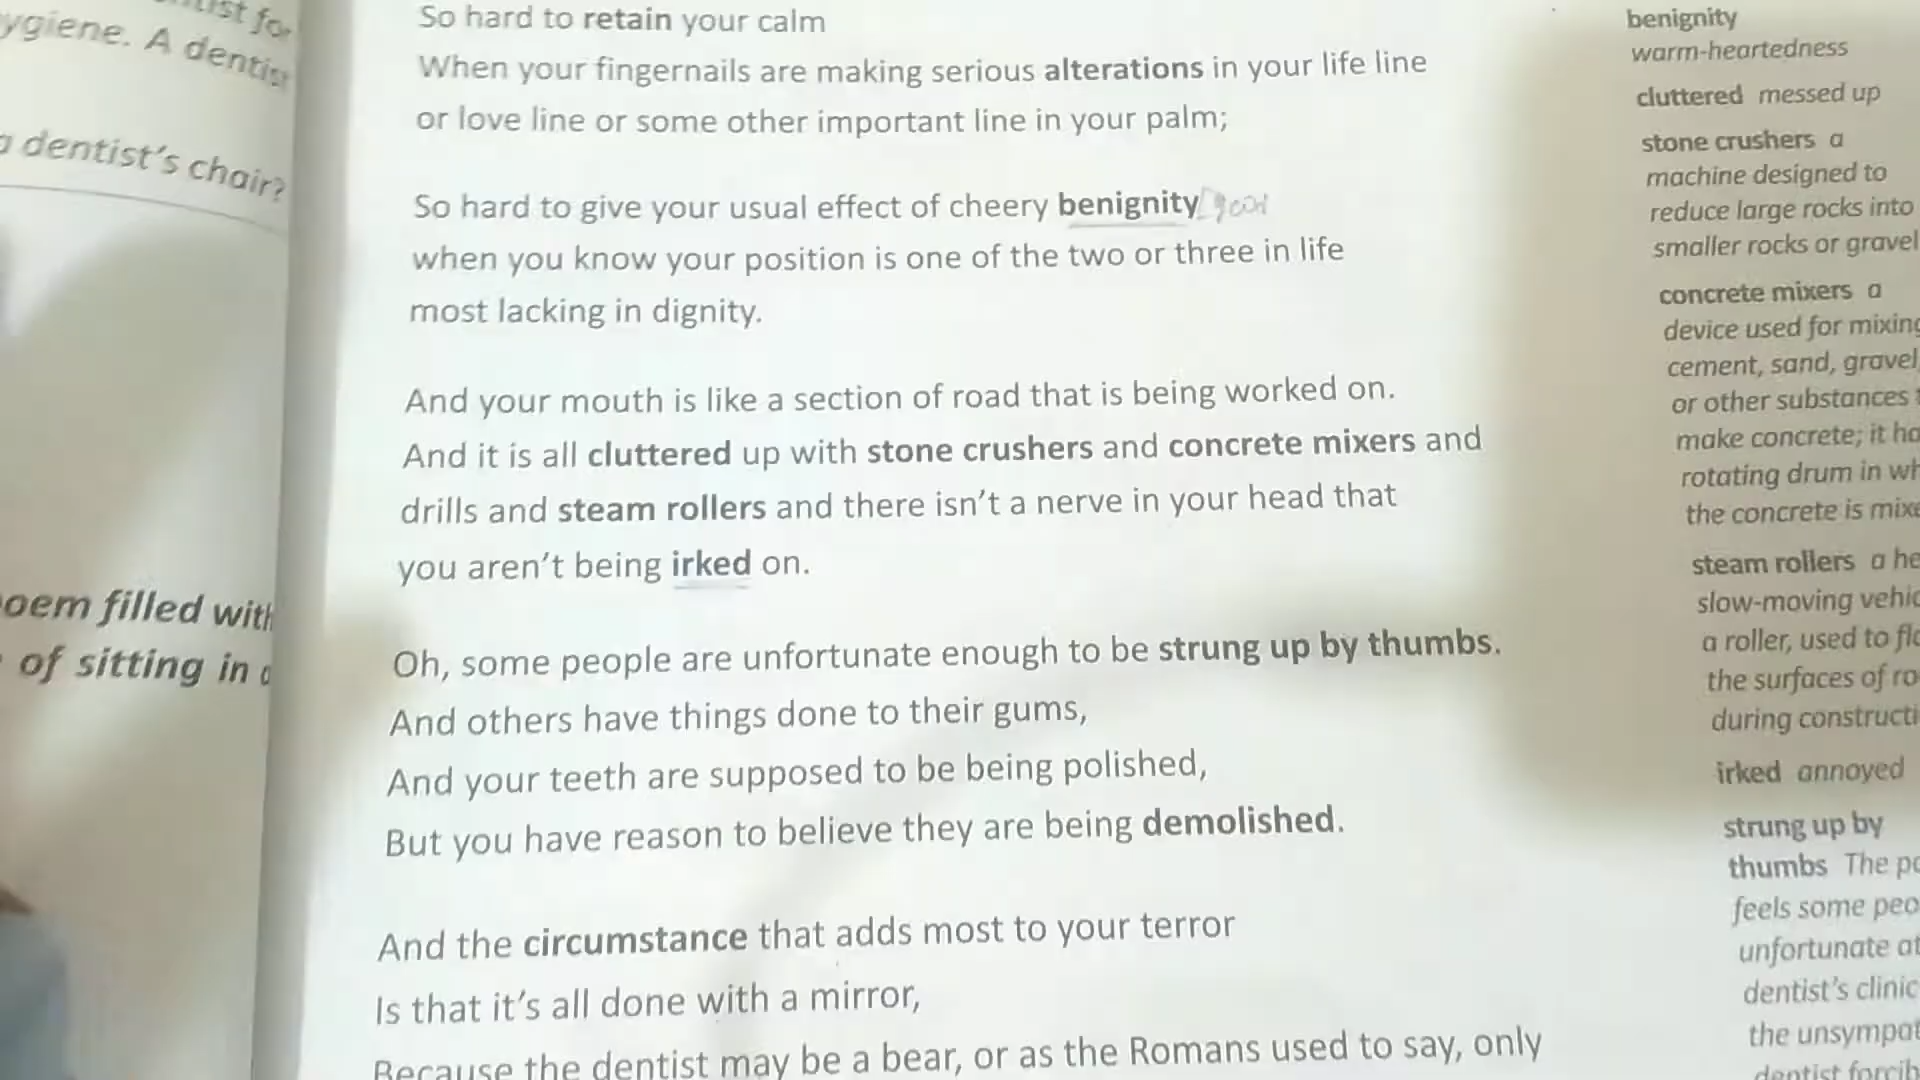 ygiene. A dentist
a dentist's chair?
oem filled with
of sitting in
So hard to retain your calm
When your fingernails are making serious alterations in your life line
or love line or some other important line in your palm;
So hard to give your usual effect of cheery benignity
when you know your position is one of the two or three in life
most lacking in dignity.
And your mouth is like a section of road that is being worked on.
And it is all cluttered up with stone crushers and concrete mixers and
drills and steam rollers and there isn't a nerve in your head that
you aren't being irked on.
Oh, some people are unfortunate enough to be strung up by thumbs.
And others have things done to their gums,
And your teeth are supposed to be being polished,
But you have reason to believe they are being demolished.
And the circumstance that adds most to your terror
Is that it's all done with a mirror,
Because the dentist may be a bear, or as the Romans used to say, only
benignity
warm-heartedness
cluttered messed up
stone crushers a
machine designed to
reduce large rocks into
smaller rocks or gravel
concrete mixers a
device used for mixing
cement, sand, gravel,
or other substances
make concrete; it ha
rotating drum in wh
the concrete is mixe
steam rollers a he
slow-moving vehic
a roller, used to fla
the surfaces of ro
during constructi
irked annoyed
strung up by
thumbs The po
feels some peo
unfortunate at
dentist's clinic
the unsympat
dentist forcib